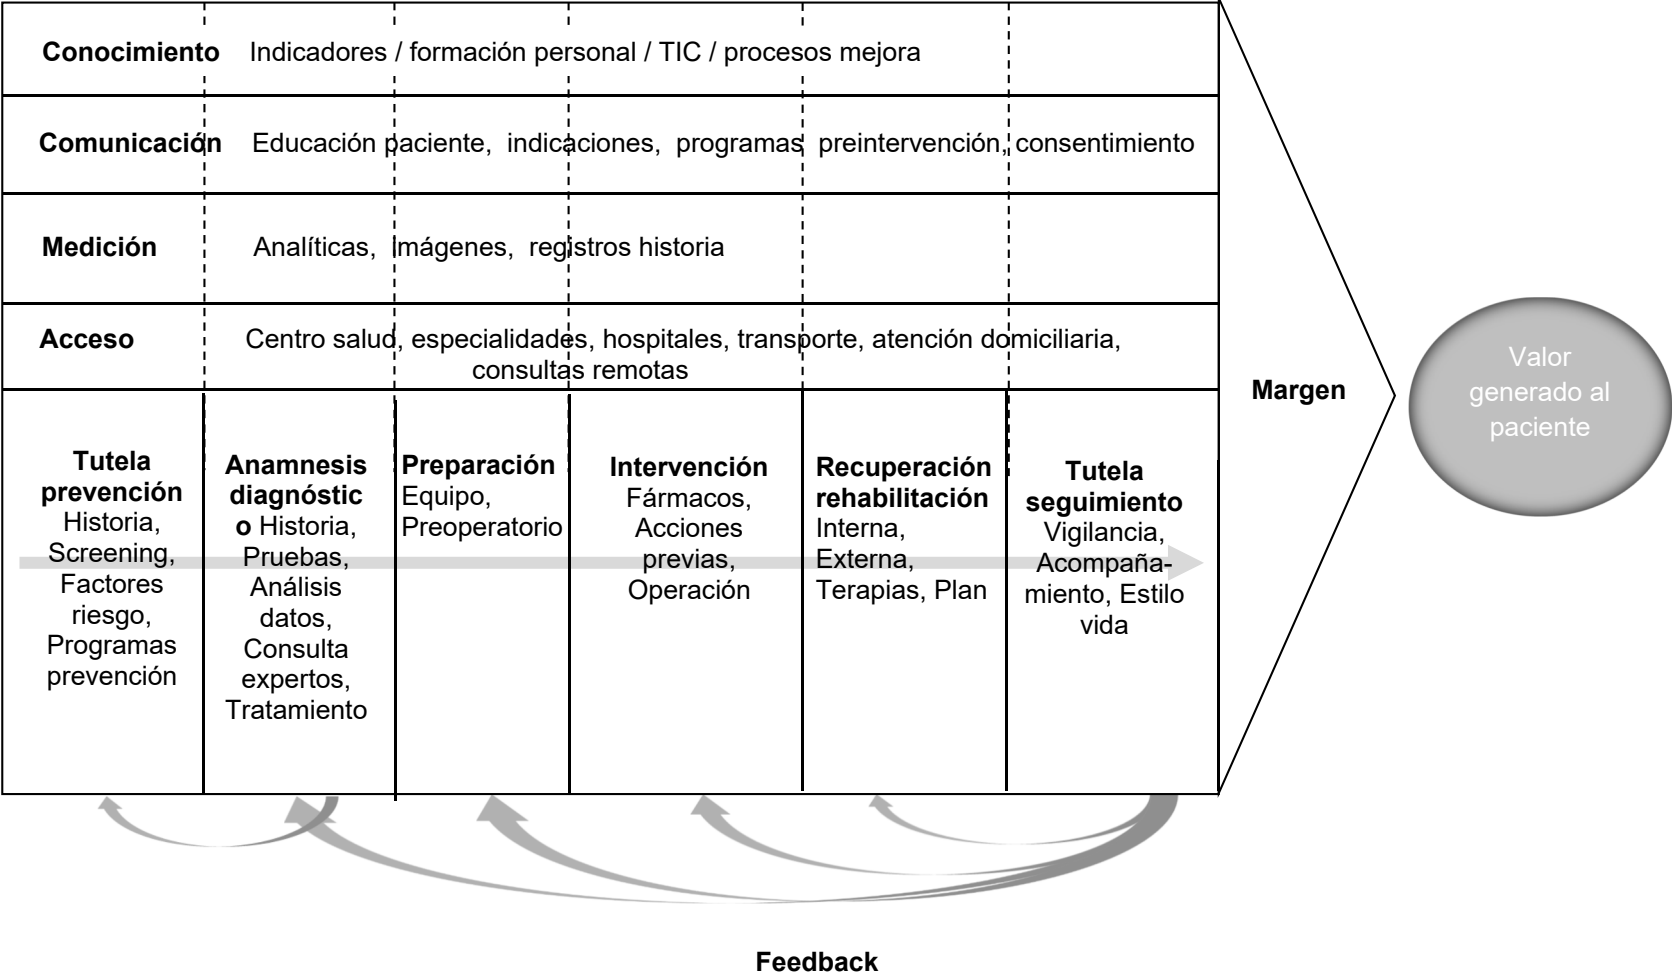 Conocimiento Indicadores / formación personal / TIC / procesos mejora
Comunicación Educación paciente, indicaciones, programas preintervención, consentimiento
Medición Analíticas, imágenes, registros historia
Acceso Centro salud, especialidades, hospitales, transporte, atención domiciliaria,
consultas remotas
Tutela
prevención
Historia,
Screening,
Factores
riesgo,
Programas
prevención
Anamnesis
diagnóstic
o Historia,
Pruebas,
Análisis
datos,
Consulta
expertos,
Tratamiento
Preparación
Equipo,
Preoperatorio
Intervención
Fármacos,
Acciones
previas,
Operación
Recuperación
rehabilitación
Interna,
Externa,
Terapias, Plan
Tutela
seguimiento
Vigilancia,
Acompaña-
miento, Estilo
vida
Margen
Valor
generado al
paciente
Feedback